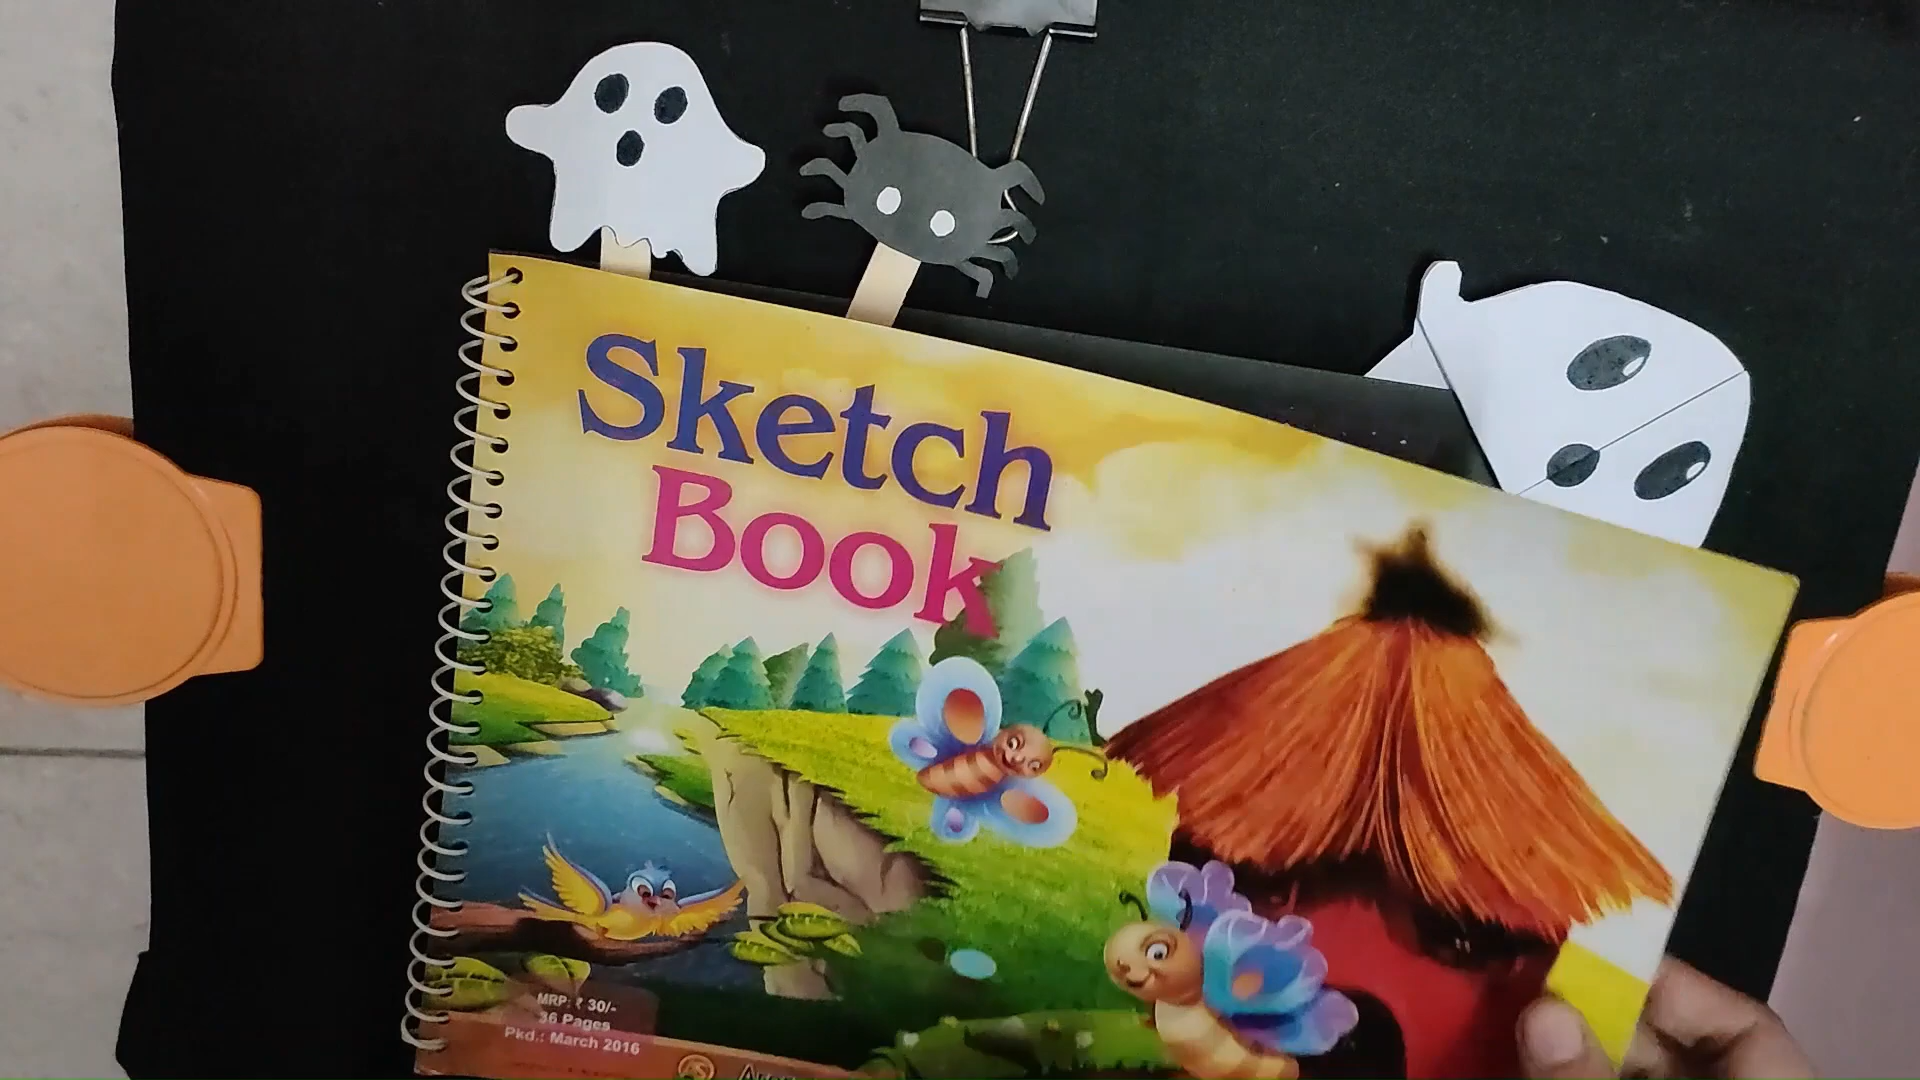 Sketch
Book
MRP: ₹ 30/-
36 Pages
Pkd.: March 2016